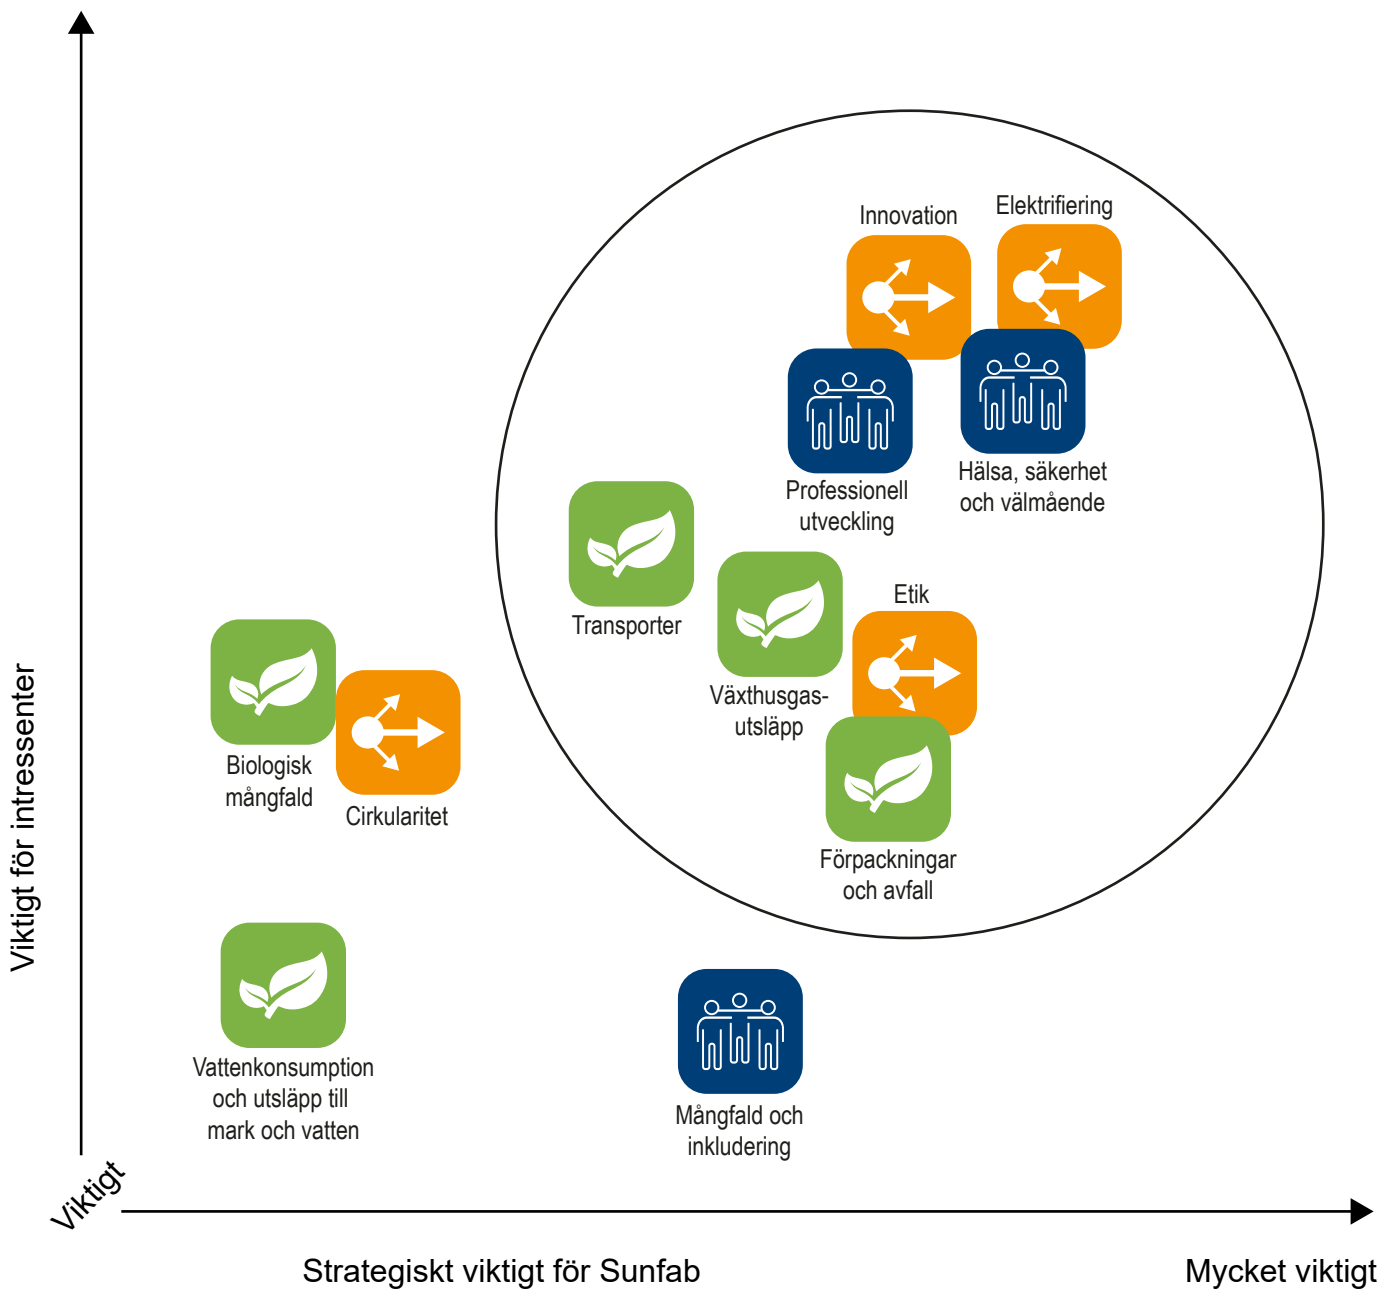 Elektrifiering
Innovation
Hälsa, säkerhet
och välmående
Professionell
utveckling
Etik
Transporter
Växthusgas-
utsläpp
Biologisk
mångfald
Cirkularitet
Förpackningar
och avfall
Viktigt för intressenter
Vattenkonsumption
och utsläpp till
mark och vatten
Mångfald och
inkludering
Viktigt
Strategiskt viktigt för Sunfab
Mycket viktigt